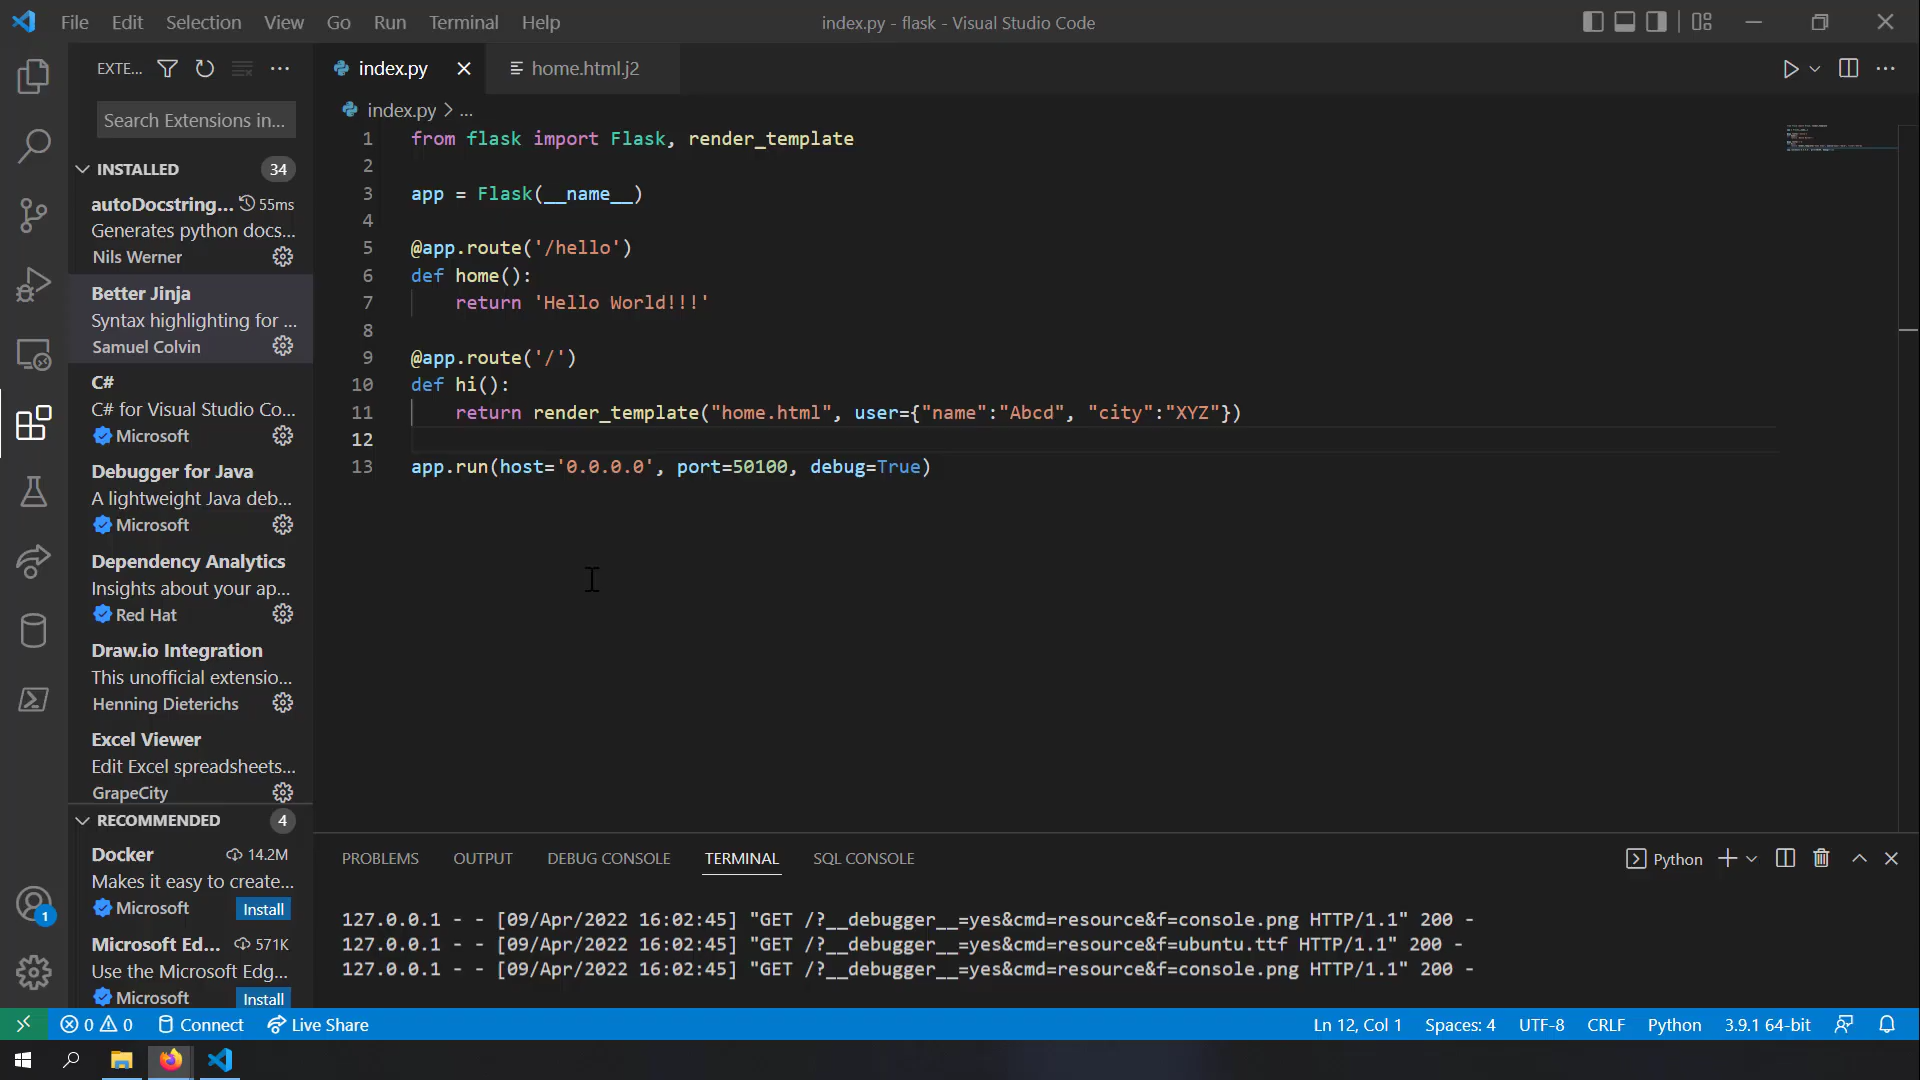 File Edit Selection View Go Run Terminal Help
index.py - flask - Visual Studio Code
EXTE...
index.py
home.html.j2
Search Extensions in...
index.py > ...
INSTALLED 34
autoDocstring... 55ms
Generates python docs...
Nils Werner
Better Jinja
Syntax highlighting for ...
Samuel Colvin
C#
C# for Visual Studio Co...
Microsoft
Debugger for Java
A lightweight Java deb...
Microsoft
Dependency Analytics
Insights about your ap...
Red Hat
Draw.io Integration
This unofficial extensio...
Henning Dieterichs
Excel Viewer
Edit Excel spreadsheets...
GrapeCity
RECOMMENDED 4
Docker 14.2M
Makes it easy to create...
Microsoft Install
Microsoft Ed... 571K
Use the Microsoft Edg...
Microsoft Install
1 from flask import Flask, render_template
2
3 app = Flask(__name__)
4
5 @app.route('/hello')
6 def home():
7 return 'Hello World!!!'
8
9 @app.route('/')
10 def hi():
11 return render_template("home.html", user={"name":"Abcd", "city":"XYZ"})
12
13 app.run(host='0.0.0.0', port=50100, debug=True)
PROBLEMS OUTPUT DEBUG CONSOLE TERMINAL SQL CONSOLE
Python
127.0.0.1 - - [09/Apr/2022 16:02:45] "GET /?__debugger__=yes&cmd=resource&f=console.png HTTP/1.1" 200 -
127.0.0.1 - - [09/Apr/2022 16:02:45] "GET /?__debugger__=yes&cmd=resource&f=ubuntu.ttf HTTP/1.1" 200 -
127.0.0.1 - - [09/Apr/2022 16:02:45] "GET /?__debugger__=yes&cmd=resource&f=console.png HTTP/1.1" 200 -
1
0 0 Connect Live Share
Ln 12, Col 1 Spaces: 4 UTF-8 CRLF Python 3.9.1 64-bit